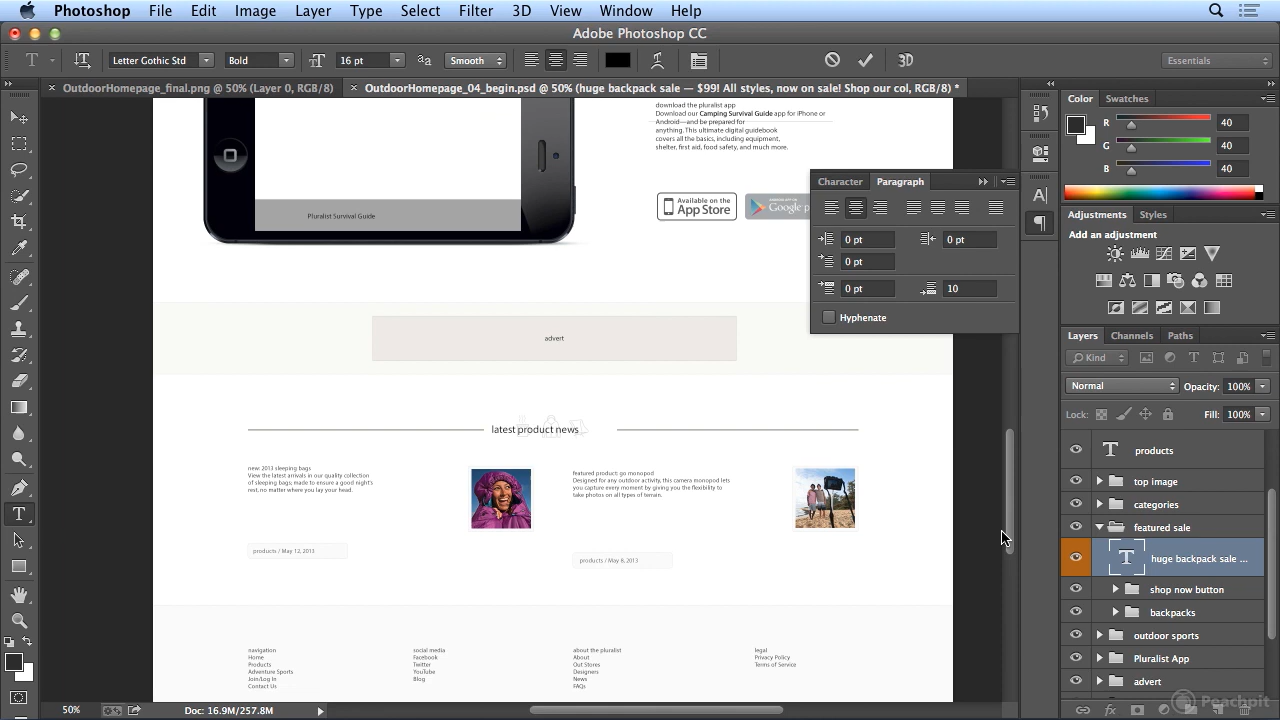 Photoshop File Edit Image Layer Type Select Filter 3D View Window Help
Adobe Photoshop CC
T Letter Gothic Std Bold 16 pt Smooth 3D Essentials
OutdoorHomepage_final.png @ 50% (Layer 0, RGB/8)
OutdoorHomepage_04_begin.psd @ 50% (huge backpack sale — $99! All styles, now on sale! Shop our col, RGB/8) *
download the pluralist app
Download our Camping Survival Guide app for iPhone or
Android—and be prepared for
anything. This ultimate digital guidebook
covers all the basics, including equipment,
shelter, first aid, food safety, and much more.
Available on the
App Store
ANDROID APP ON
Google p
Pluralist Survival Guide
advert
latest product news
new: 2013 sleeping bags
View the latest arrivals in our quality collection
of sleeping bags; made to ensure a good night's
rest, no matter where you lay your head.
products / May 12, 2013
featured product: go monopod
Designed for any outdoor activity, this camera monopod lets
you capture every moment by giving you the flexibility to
take photos on all types of terrain.
products / May 8, 2013
navigation
Home
Products
Adventure Sports
Join/Log In
Contact Us
social media
Facebook
Twitter
YouTube
Blog
about the pluralist
About
Out Stores
Designers
News
FAQs
legal
Privacy Policy
Terms of Service
Character Paragraph
0 pt 0 pt
0 pt
0 pt 10
Hyphenate
Color Swatches
40
40
B 40
Adjustments Styles
Add an adjustment
Layers Channels Paths
Kind
Normal Opacity: 100%
Lock: Fill: 100%
introduction
top image
categories
featured sale
huge backpack sale ...
shop now button
backpacks
outdoor sports
Pluralist App
advert
50% Doc: 16.9M/257.8M
Peachpit